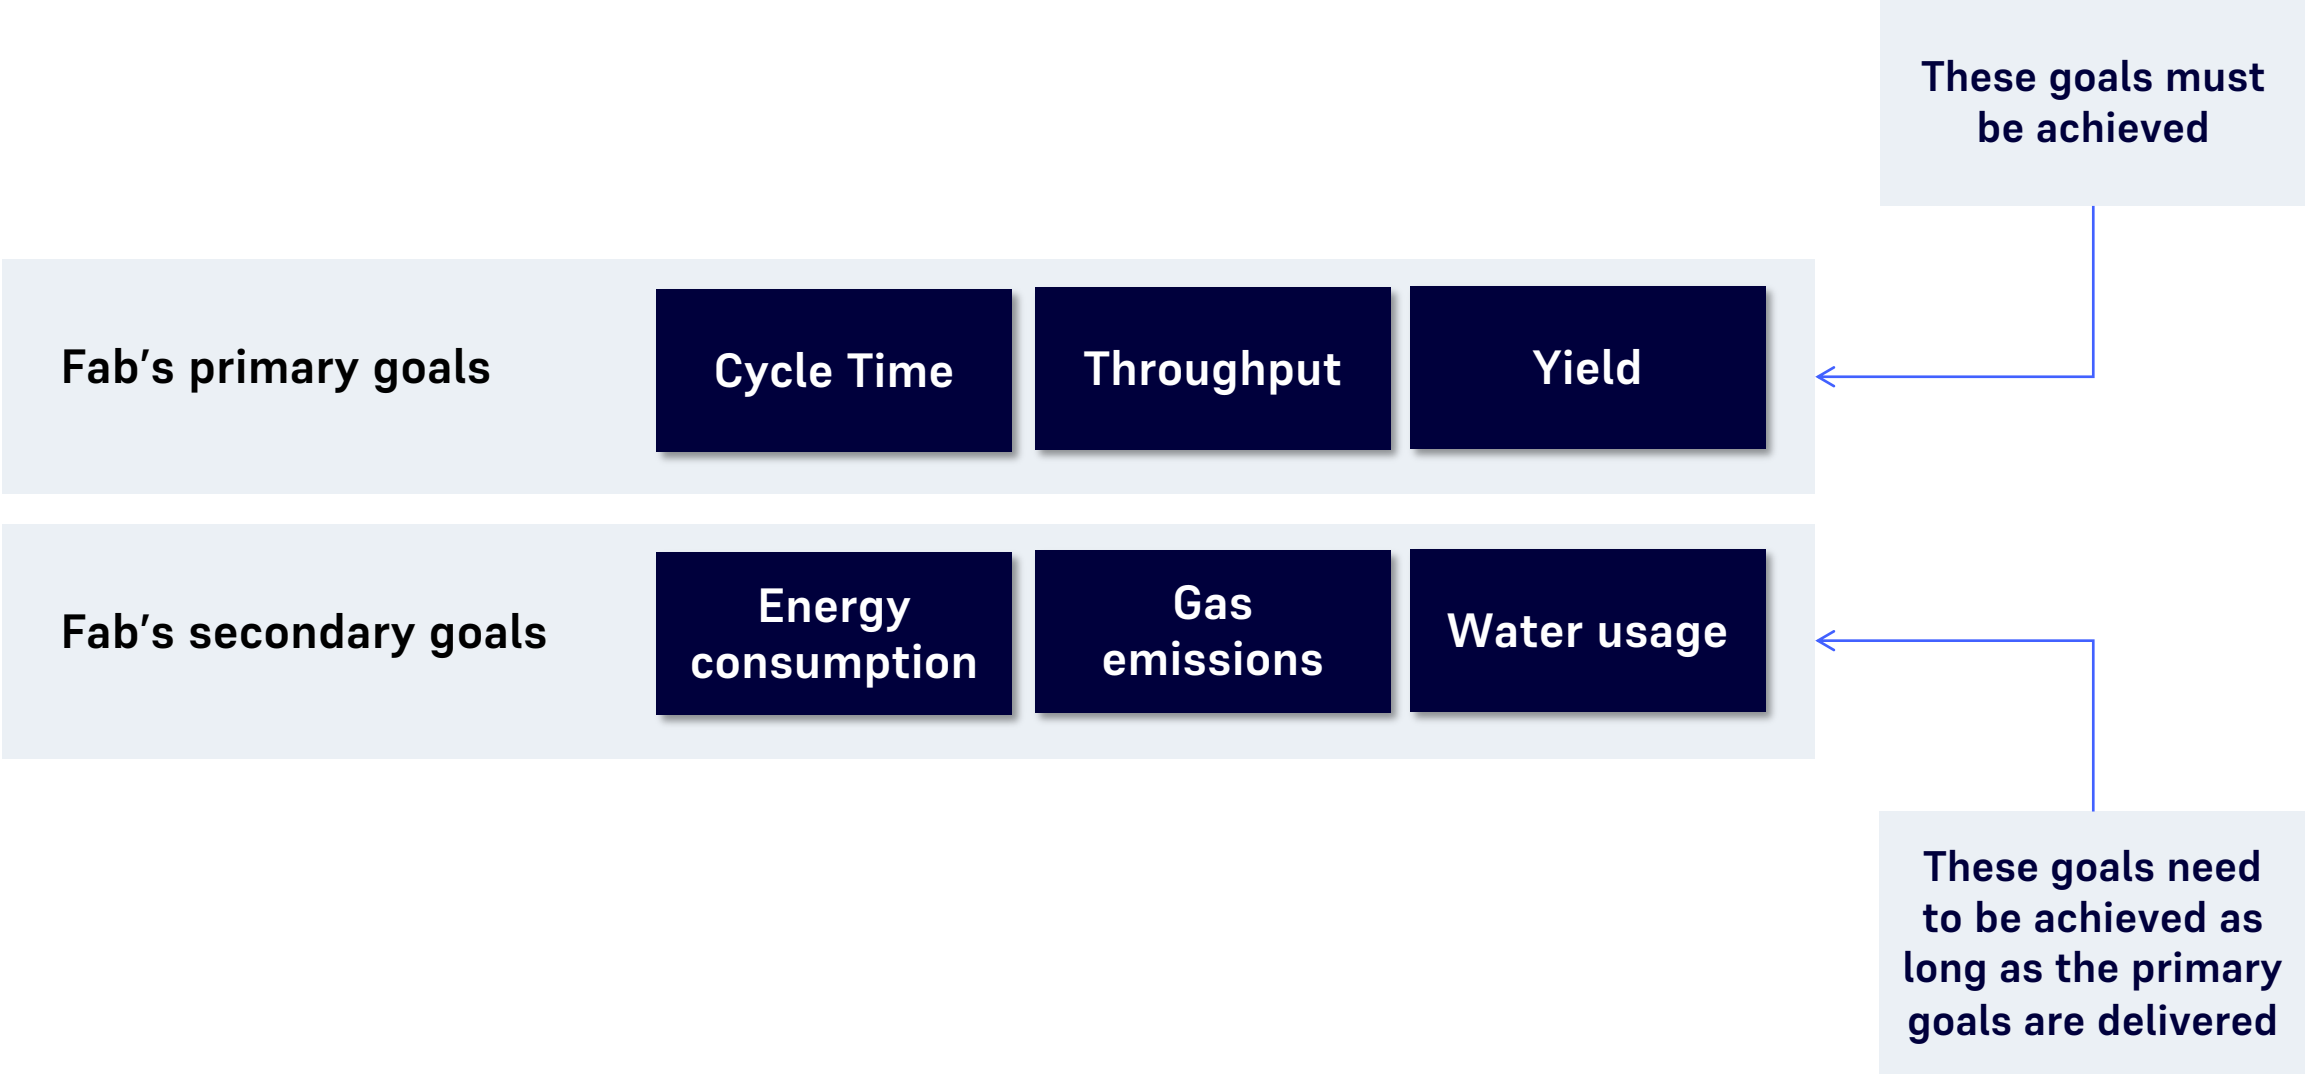 These goals must
be achieved
Fab’s primary goals
Cycle Time
Throughput
Yield
Fab’s secondary goals
Energy
consumption
Gas
emissions
Water usage
These goals need
to be achieved as
long as the primary
goals are delivered